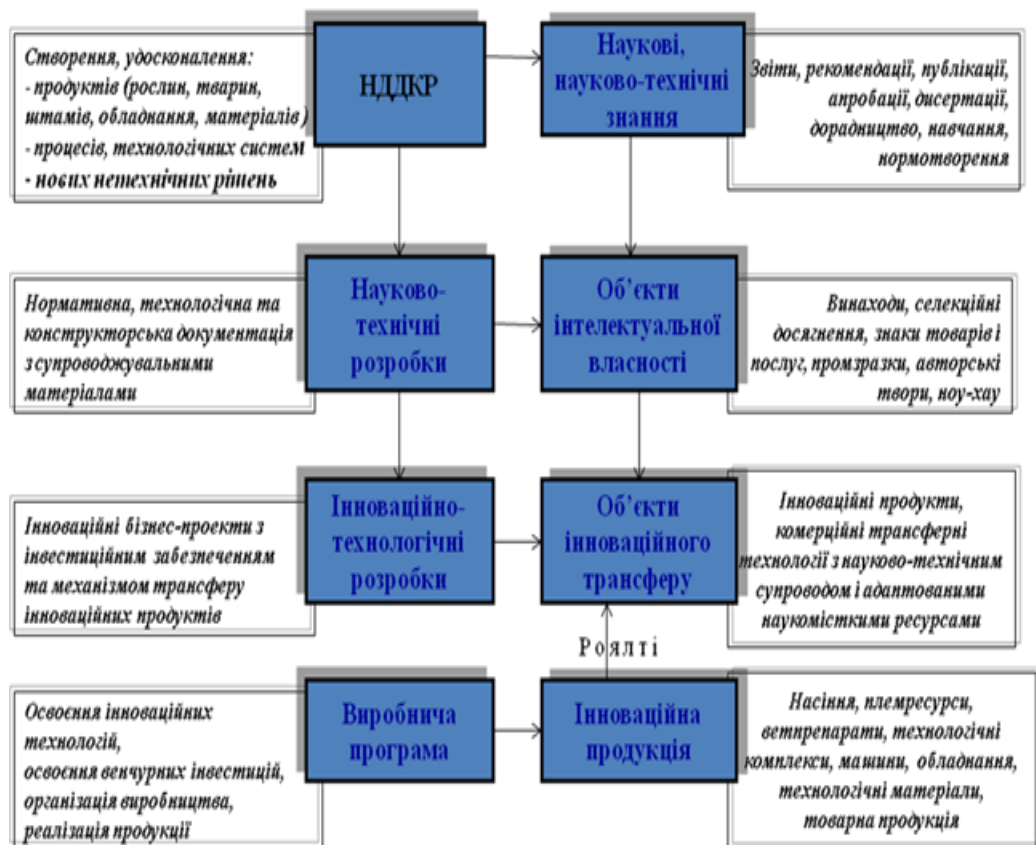 Створення, удосконалення:
- продуктів (рослин, тварин,
штамів, обладнання, матеріалів )
- процесів, технологічних систем
- нових нетехнічних рішень
НДДКР
Наукові,
науково-технічні
знання
Звіти, рекомендації, публікації,
апробації, дисертації,
дорадництво, навчання,
нормотворення
Нормативна, технологічна та
конструкторська документація
з супроводжувальними
матеріалами
Науково-
технічні
розробки
Об’єкти
інтелектуальної
власності
Винаходи, селекційні
досягнення, знаки товарів і
послуг, промзразки, авторські
твори, ноу-хау
Інноваційні бізнес-проекти з
інвестиційним забезпеченням
та механізмом трансферу
інноваційних продуктів
Інноваційно-
технологічні
розробки
Об’єкти
інноваційного
трансферу
Інноваційні продукти,
комерційні трансферні
технології з науково-технічним
супроводом і адаптованими
наукомісткими ресурсами
Роялті
Освоєння інноваційних
технологій,
освоєння венчурних інвестицій,
організація виробництва,
реалізація продукції
Виробнича
програма
Інноваційна
продукція
Насіння, племресурси,
ветпрепарати, технологічні
комплекси, машини, обладнання,
технологічні матеріали,
товарна продукція